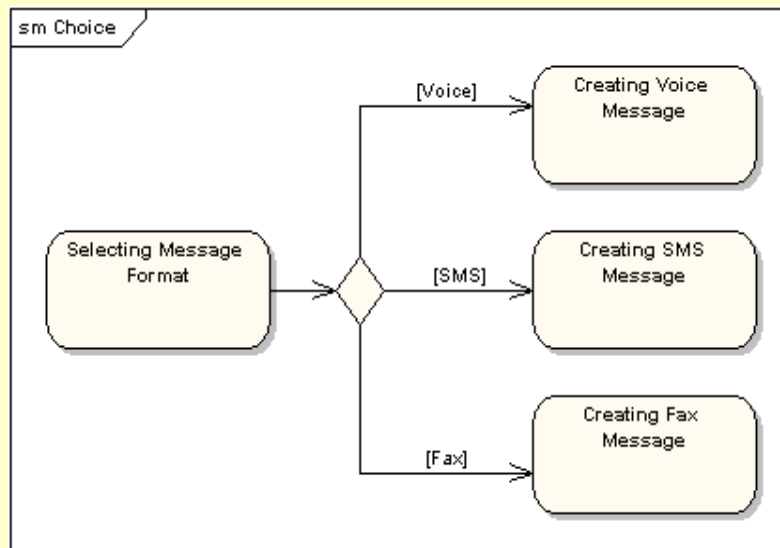 sm Choice
[Voice]
Creating Voice
Message
Selecting Message
Format
[SMS]
Creating SMS
Message
[Fax]
Creating Fax
Message